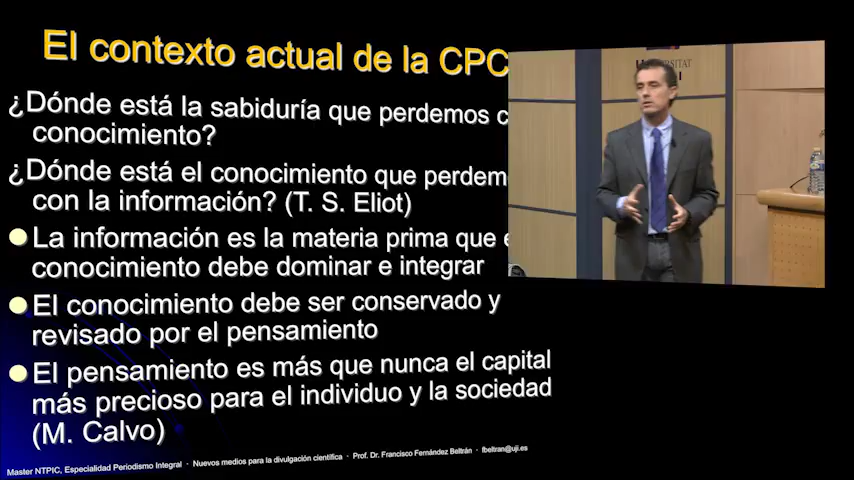 El contexto actual de la CPC
¿Dónde está la sabiduría que perdemos c
conocimiento?
¿Dónde está el conocimiento que perdem
con la información? (T. S. Eliot)
La información es la materia prima que e
conocimiento debe dominar e integrar
El conocimiento debe ser conservado y
revisado por el pensamiento
El pensamiento es más que nunca el capital
más precioso para el individuo y la sociedad
(M. Calvo)
Master NTPIC, Especialidad Periodismo Integral - Nuevos medios para la divulgación científica - Prof. Dr. Francisco Fernández Beltrán - fbeltran@uji.es